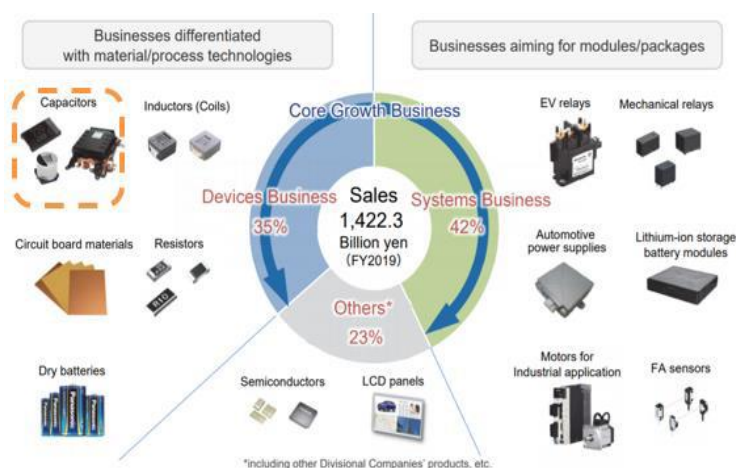 Businesses differentiated
with material/process technologies
Businesses aiming for modules/packages
Capacitors
Inductors (Coils)
Core Growth Business
EV relays
Mechanical relays
Devices Business
35%
Sales
1,422.3
Billion yen
(FY2019)
Systems Business
42%
Circuit board materials
Resistors
R10
Automotive
power supplies
Lithium-ion storage
battery modules
Others*
23%
Dry batteries
Panasonic
Semiconductors
LCD panels
Motors for
Industrial application
FA sensors
*including other Divisional Companies' products, etc.